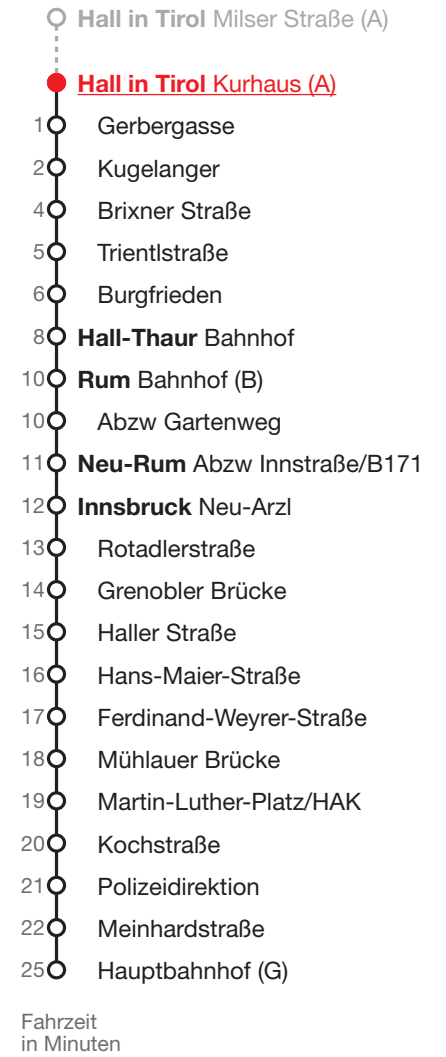 Hall in Tirol Milser Straße (A)
Hall in Tirol Kurhaus (A)
1 Gerbergasse
2 Kugelanger
4 Brixner Straße
5 Trientlstraße
6 Burgfrieden
8 Hall-Thaur Bahnhof
10 Rum Bahnhof (B)
10 Abzw Gartenweg
11 Neu-Rum Abzw Innstraße/B171
12 Innsbruck Neu-Arzl
13 Rotadlerstraße
14 Grenobler Brücke
15 Haller Straße
16 Hans-Maier-Straße
17 Ferdinand-Weyrer-Straße
18 Mühlauer Brücke
19 Martin-Luther-Platz/HAK
20 Kochstraße
21 Polizeidirektion
22 Meinhardstraße
25 Hauptbahnhof (G)
Fahrzeit
in Minuten